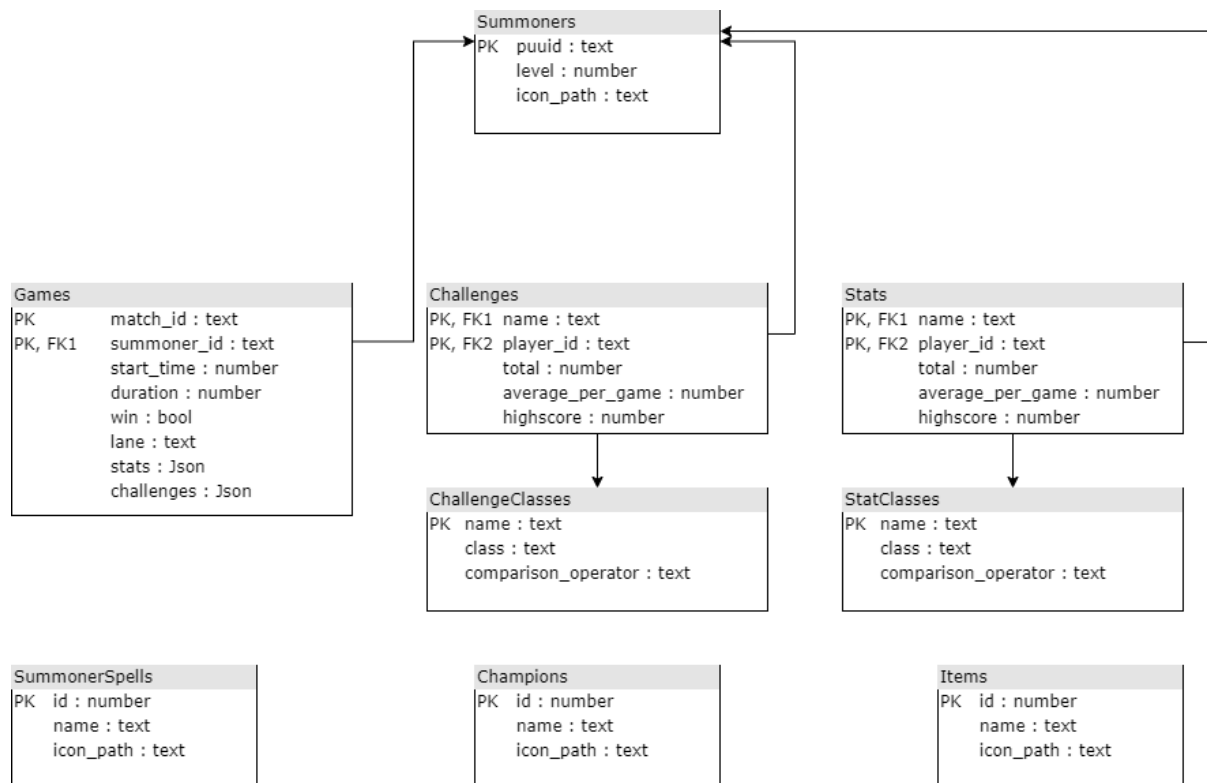 Summoners
PK puuid : text
level : number
icon_path : text
Games
PK match_id : text
PK, FK1 summoner_id : text
start_time : number
duration : number
win : bool
lane : text
stats : Json
challenges : Json
Challenges
PK, FK1 name : text
PK, FK2 player_id : text
total : number
average_per_game : number
highscore : number
Stats
PK, FK1 name : text
PK, FK2 player_id : text
total : number
average_per_game : number
highscore : number
ChallengeClasses
PK name : text
class : text
comparison_operator : text
StatClasses
PK name : text
class : text
comparison_operator : text
SummonerSpells
PK id : number
name : text
icon_path : text
Champions
PK id : number
name : text
icon_path : text
Items
PK id : number
name : text
icon_path : text